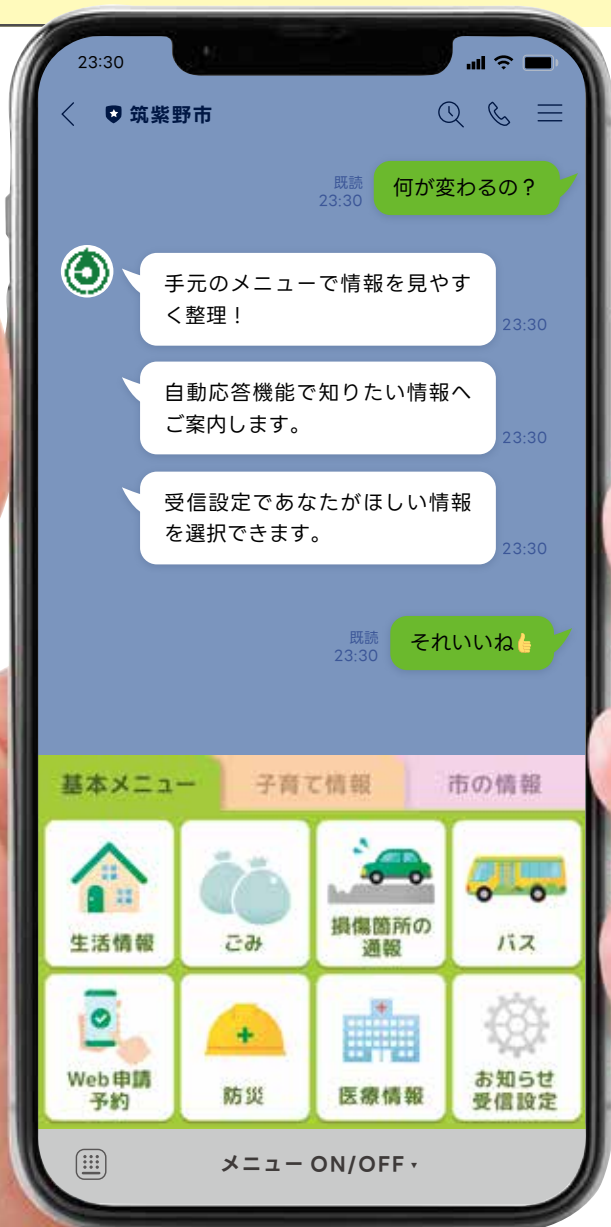 23:30
筑紫野市
既読
23:30
何が変わるの？
手元のメニューで情報を見やす
く整理！
23:30
自動応答機能で知りたい情報へ
ご案内します。
23:30
受信設定であなたがほしい情報
を選択できます。
23:30
既読
23:30
それいいね👍
基本メニュー
子育て情報
市の情報
生活情報
ごみ
損傷箇所の
通報
バス
Web申請
予約
防災
医療情報
お知らせ
受信設定
メニュー ON/OFF ▾